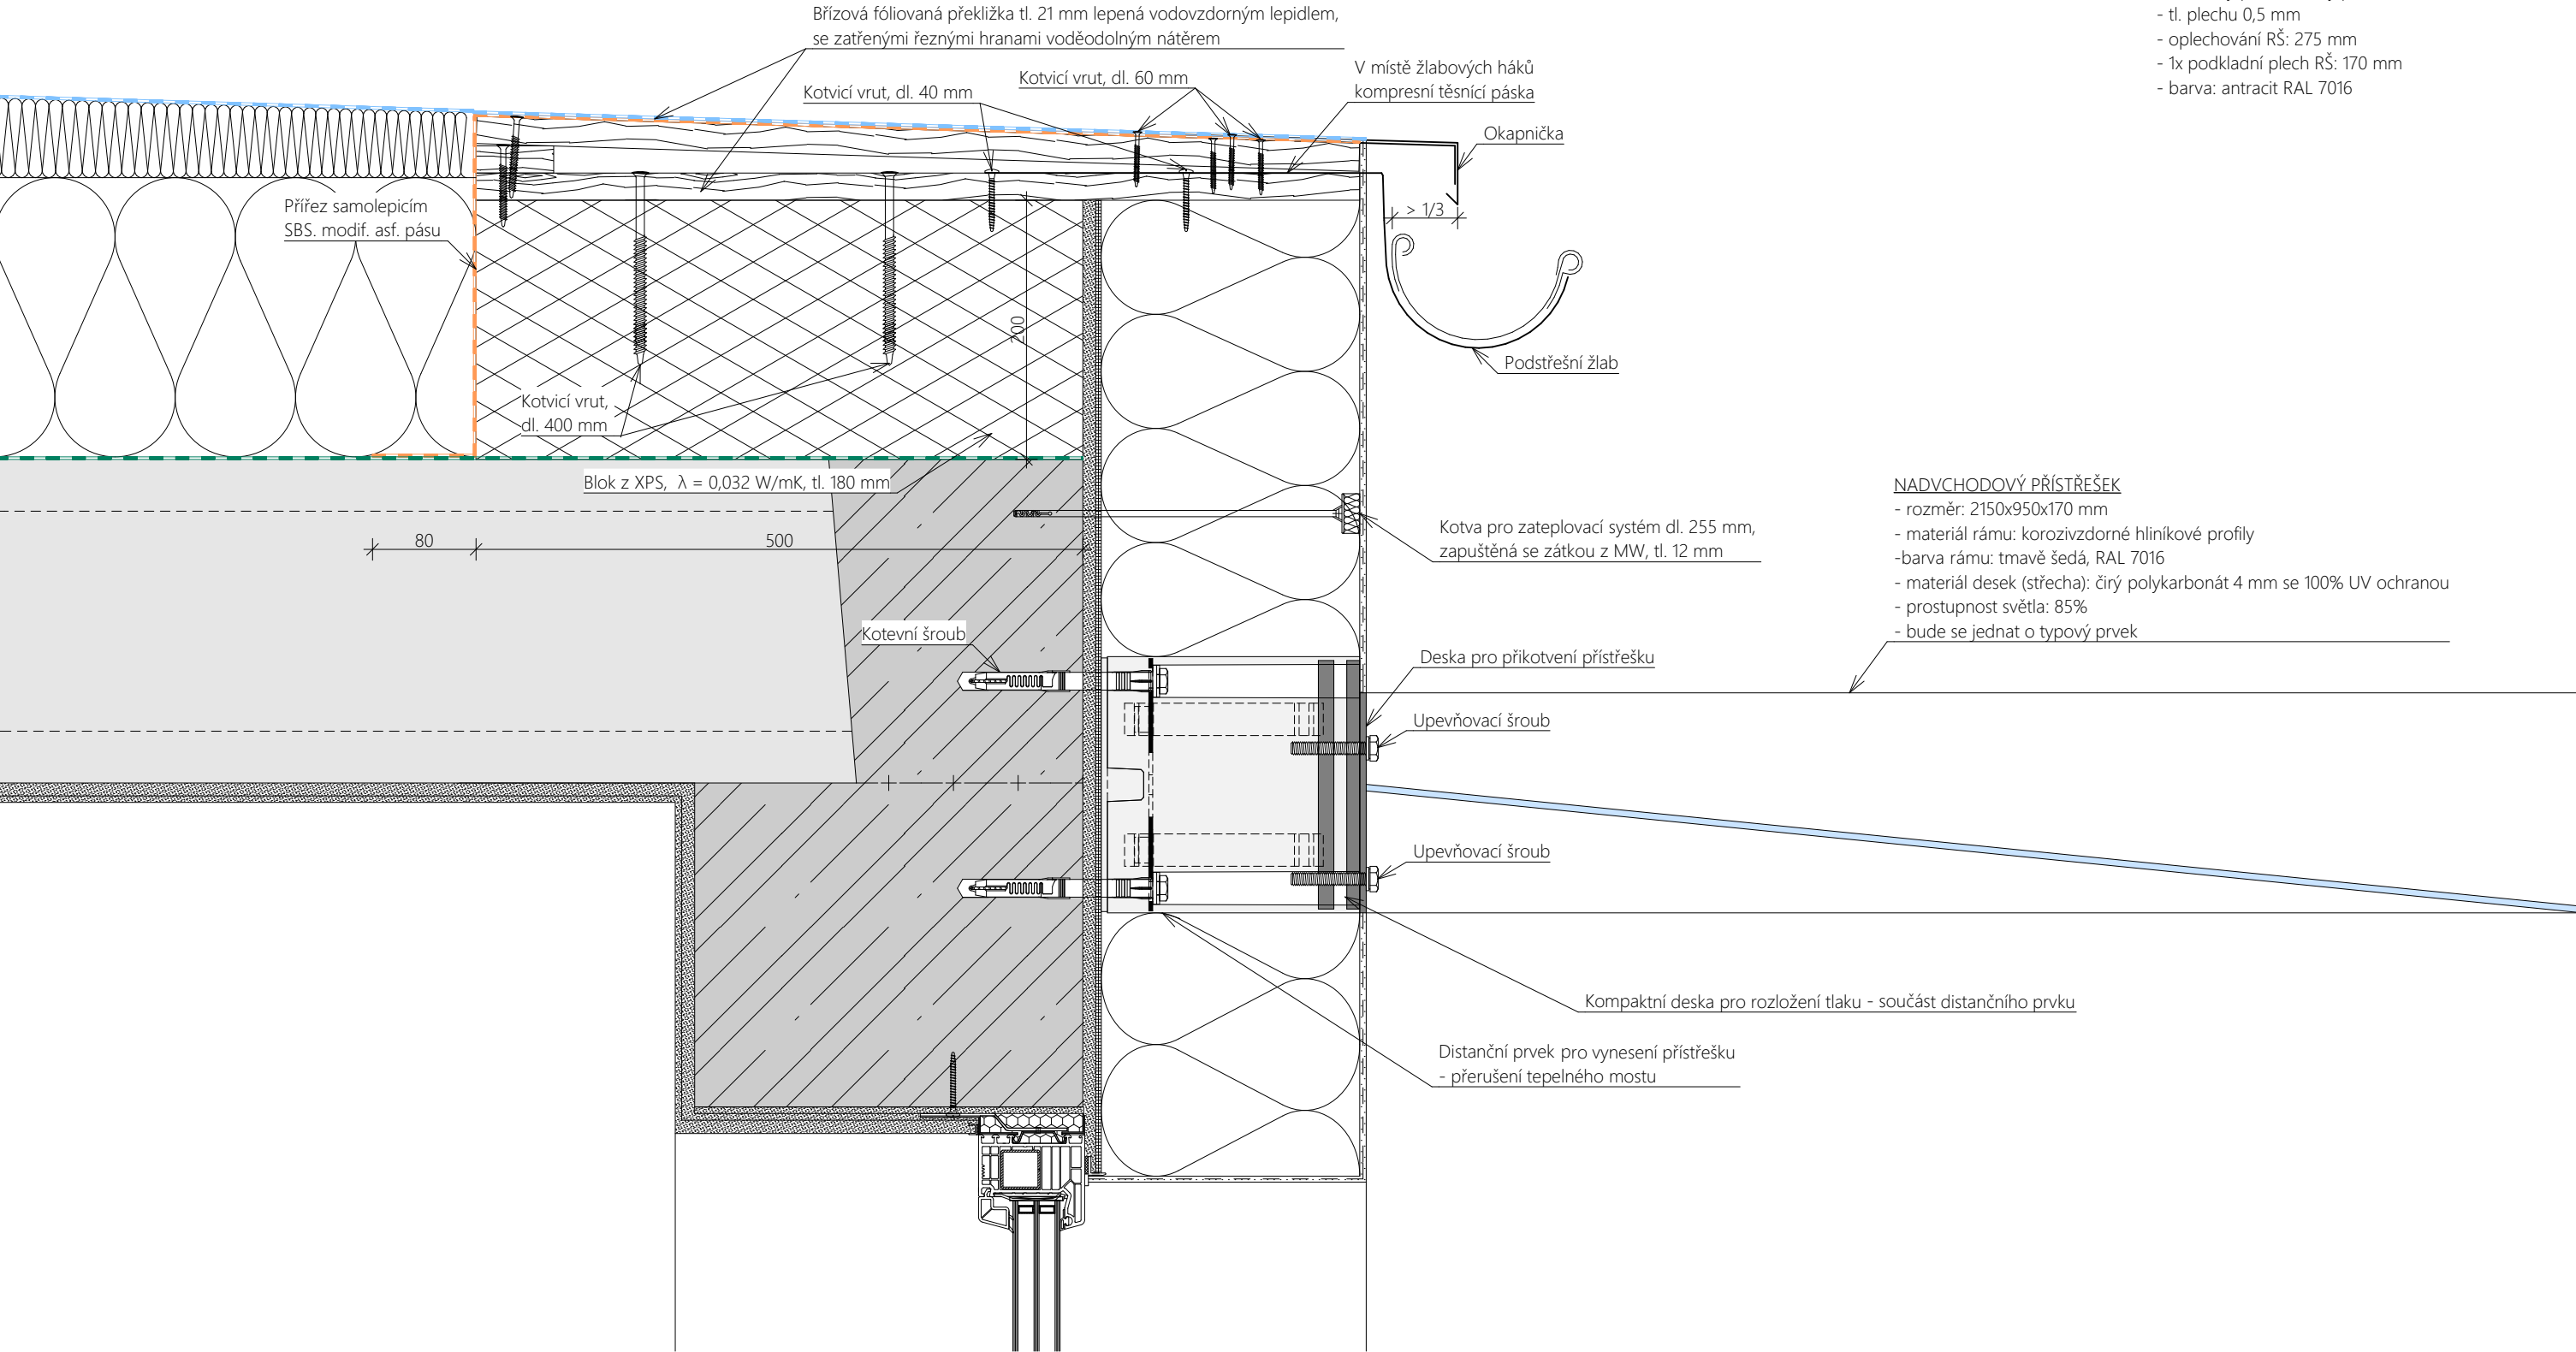 Břízová fóliovaná překližka tl. 21 mm lepená vodovzdorným lepidlem,
se zatřenými řeznými hranami voděodolným nátěrem
- tl. plechu 0,5 mm
- oplechování RŠ: 275 mm
- 1x podkladní plech RŠ: 170 mm
- barva: antracit RAL 7016
V místě žlabových háků
kompresní těsnící páska
Kotvicí vrut, dl. 60 mm
Kotvicí vrut, dl. 40 mm
Okapnička
Přířez samolepicím
SBS. modif. asf. pásu
> 1/3
200
Podstřešní žlab
Kotvicí vrut,
dl. 400 mm
Blok z XPS, λ = 0,032 W/mK, tl. 180 mm
80
500
Kotva pro zateplovací systém dl. 255 mm,
zapuštěná se zátkou z MW, tl. 12 mm
NADVCHODOVÝ PŘÍSTŘEŠEK
- rozměr: 2150x950x170 mm
- materiál rámu: korozivzdorné hliníkové profily
-barva rámu: tmavě šedá, RAL 7016
- materiál desek (střecha): čirý polykarbonát 4 mm se 100% UV ochranou
- prostupnost světla: 85%
- bude se jednat o typový prvek
Kotevní šroub
Deska pro přikotvení přístřešku
Upevňovací šroub
Upevňovací šroub
Kompaktní deska pro rozložení tlaku - součást distančního prvku
Distanční prvek pro vynesení přístřešku
- přerušení tepelného mostu